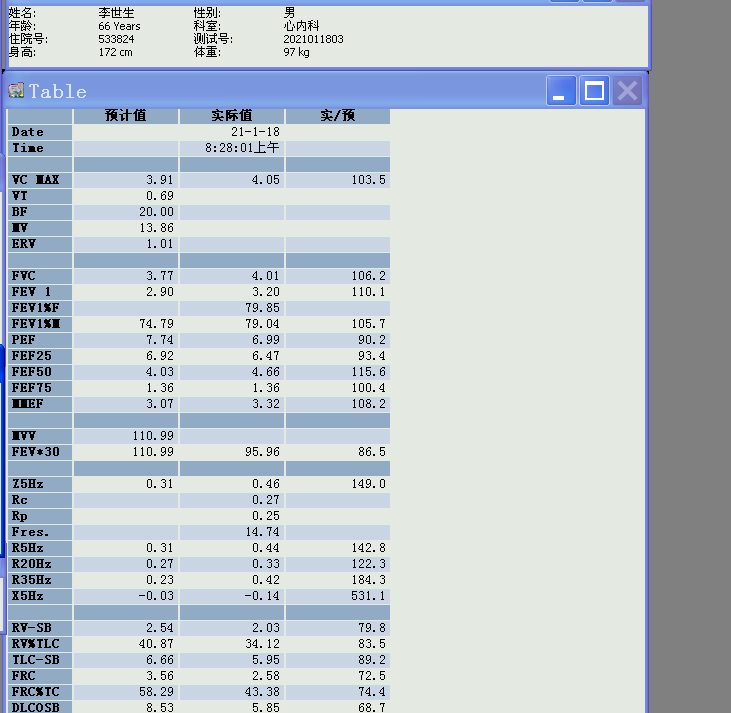 姓名: 李世生 性别: 男
年龄: 66 Years 科室: 心内科
住院号: 533824 测试号: 2021011803
身高: 172 cm 体重: 97 kg
Table
预计值 实际值 实/预
Date 21-1-18
Time 8:28:01上午
VC MAX 3.91 4.05 103.5
VT 0.69
BF 20.00
MV 13.86
ERV 1.01
FVC 3.77 4.01 106.2
FEV 1 2.90 3.20 110.1
FEV1%F 79.85
FEV1%M 74.79 79.04 105.7
PEF 7.74 6.99 90.2
FEF25 6.92 6.47 93.4
FEF50 4.03 4.66 115.6
FEF75 1.36 1.36 100.4
MMEF 3.07 3.32 108.2
MVV 110.99
FEV*30 110.99 95.96 86.5
Z5Hz 0.31 0.46 149.0
Rc 0.27
Rp 0.25
Fres. 14.74
R5Hz 0.31 0.44 142.8
R20Hz 0.27 0.33 122.3
R35Hz 0.23 0.42 184.3
X5Hz -0.03 -0.14 531.1
RV-SB 2.54 2.03 79.8
RV%TLC 40.87 34.12 83.5
TLC-SB 6.66 5.95 89.2
FRC 3.56 2.58 72.5
FRC%TC 58.29 43.38 74.4
DLCOSB 8.53 5.85 68.7